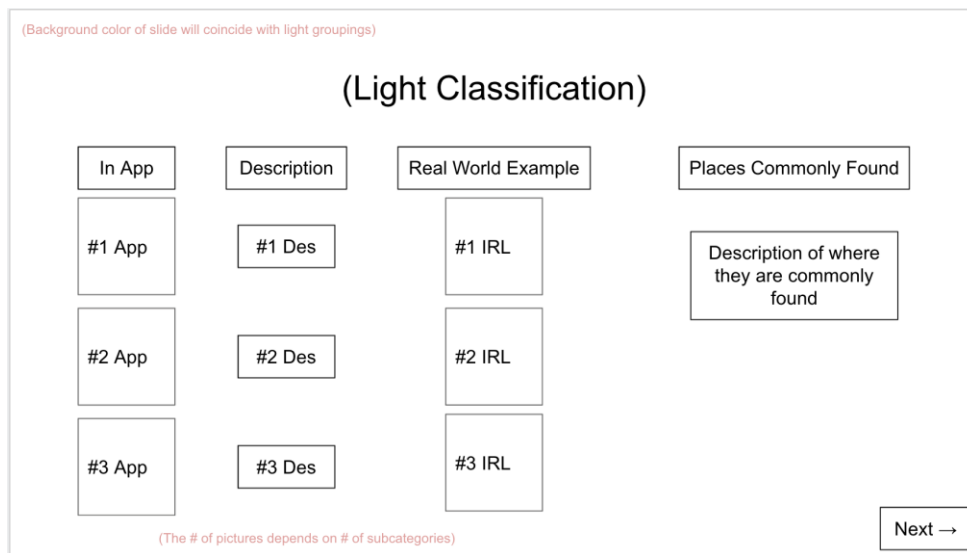 (Background color of slide will coincide with light groupings)
(Light Classification)
In App
Description
Real World Example
Places Commonly Found
#1 App
#1 Des
#1 IRL
Description of where
they are commonly
found
#2 App
#2 Des
#2 IRL
#3 App
#3 Des
#3 IRL
Next →
(The # of pictures depends on # of subcategories)